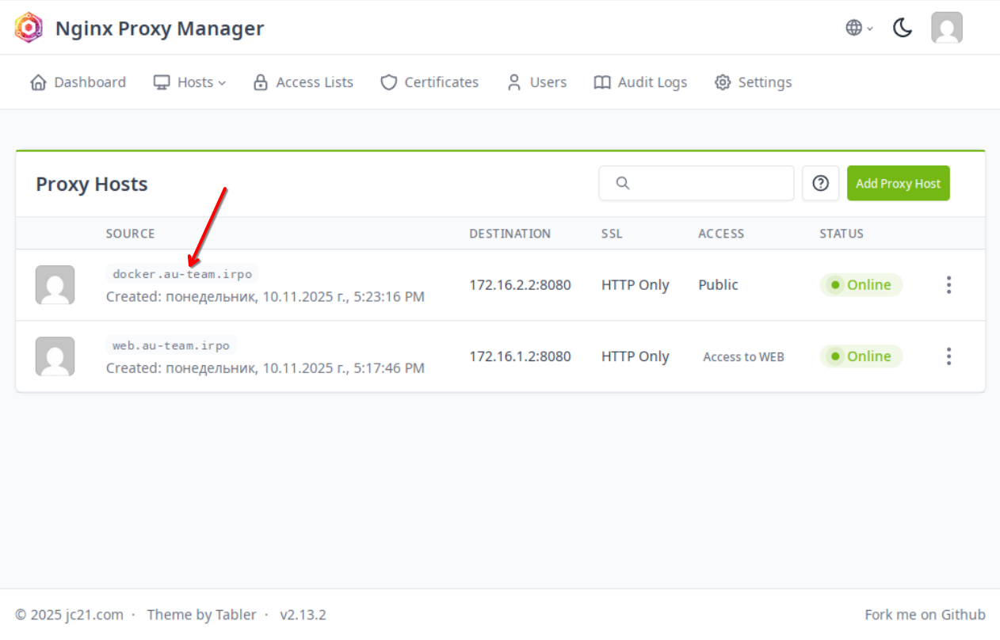 Nginx Proxy Manager
Dashboard Hosts Access Lists Certificates Users Audit Logs Settings
Proxy Hosts Add Proxy Host
SOURCE DESTINATION SSL ACCESS STATUS
docker.au-team.irpo
Created: понедельник, 10.11.2025 г., 5:23:16 PM 172.16.2.2:8080 HTTP Only Public Online
web.au-team.irpo
Created: понедельник, 10.11.2025 г., 5:17:46 PM 172.16.1.2:8080 HTTP Only Access to WEB Online
© 2025 jc21.com · Theme by Tabler · v2.13.2 Fork me on Github